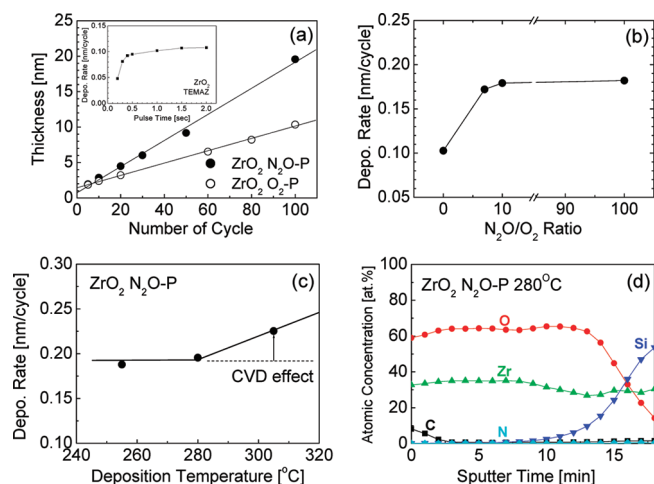 (a)
25
20
15
10
5
0
Thickness [nm]
0 20 40 60 80 100
Number of Cycle
0.15
0.10
0.05
0.00
Depo. Rate [nm/cycle]
0.0 0.5 1.0 1.5 2.0
Pulse Time [sec]
ZrO₂
TEMAZ
ZrO₂ N₂O-P
ZrO₂ O₂-P
(b)
0.25
0.20
0.15
0.10
0.05
Depo. Rate [nm/cycle]
0 10 80 90 100
N₂O/O₂ Ratio
(c)
ZrO₂ N₂O-P
0.30
0.25
0.20
0.15
0.10
Depo. Rate [nm/cycle]
CVD effect
240 260 280 300 320
Deposition Temperature [°C]
(d)
ZrO₂ N₂O-P 280°C
100
80
60
40
20
0
Atomic Concentration [at.%]
O
Si
Zr
C
N
0 5 10 15
Sputter Time [min]